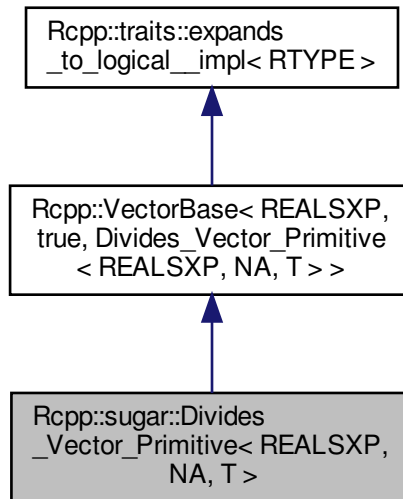 Rcpp::traits::expands
_to_logical__impl< RTYPE >
Rcpp::VectorBase< REALSXP,
true, Divides_Vector_Primitive
< REALSXP, NA, T > >
Rcpp::sugar::Divides
_Vector_Primitive< REALSXP,
NA, T >